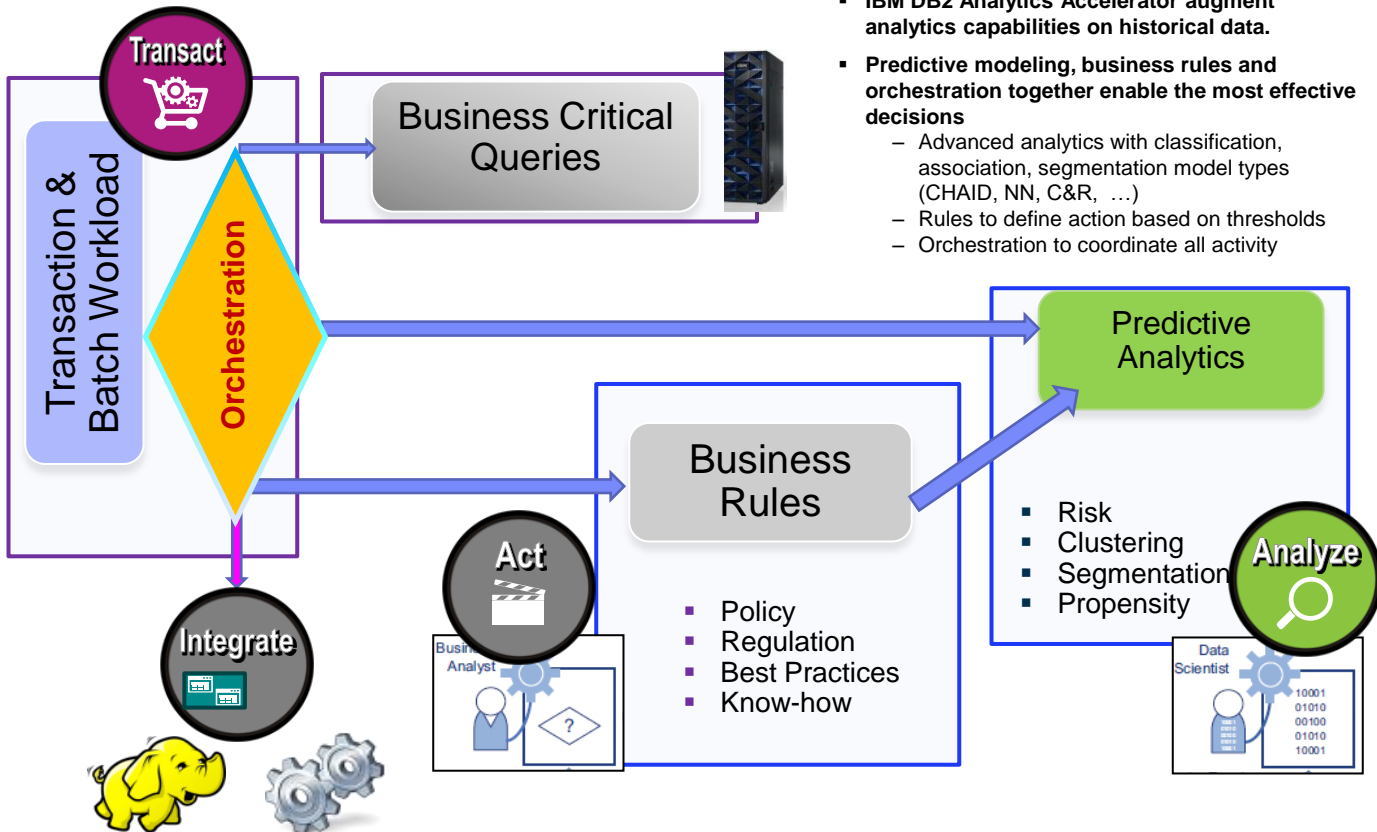 ▪ IBM DB2 Analytics Accelerator augment
analytics capabilities on historical data.
▪ Predictive modeling, business rules and
orchestration together enable the most effective
decisions
– Advanced analytics with classification,
association, segmentation model types
(CHAID, NN, C&R, …)
– Rules to define action based on thresholds
– Orchestration to coordinate all activity
Transact
Transaction &
Batch Workload
Orchestration
Business Critical
Queries
Predictive
Analytics
▪ Risk
▪ Clustering
▪ Segmentation
▪ Propensity
Analyze
Business
Rules
▪ Policy
▪ Regulation
▪ Best Practices
▪ Know-how
Act
Integrate
Analyst
?
Data
Scientist
10001
01010
00100
01010
10001